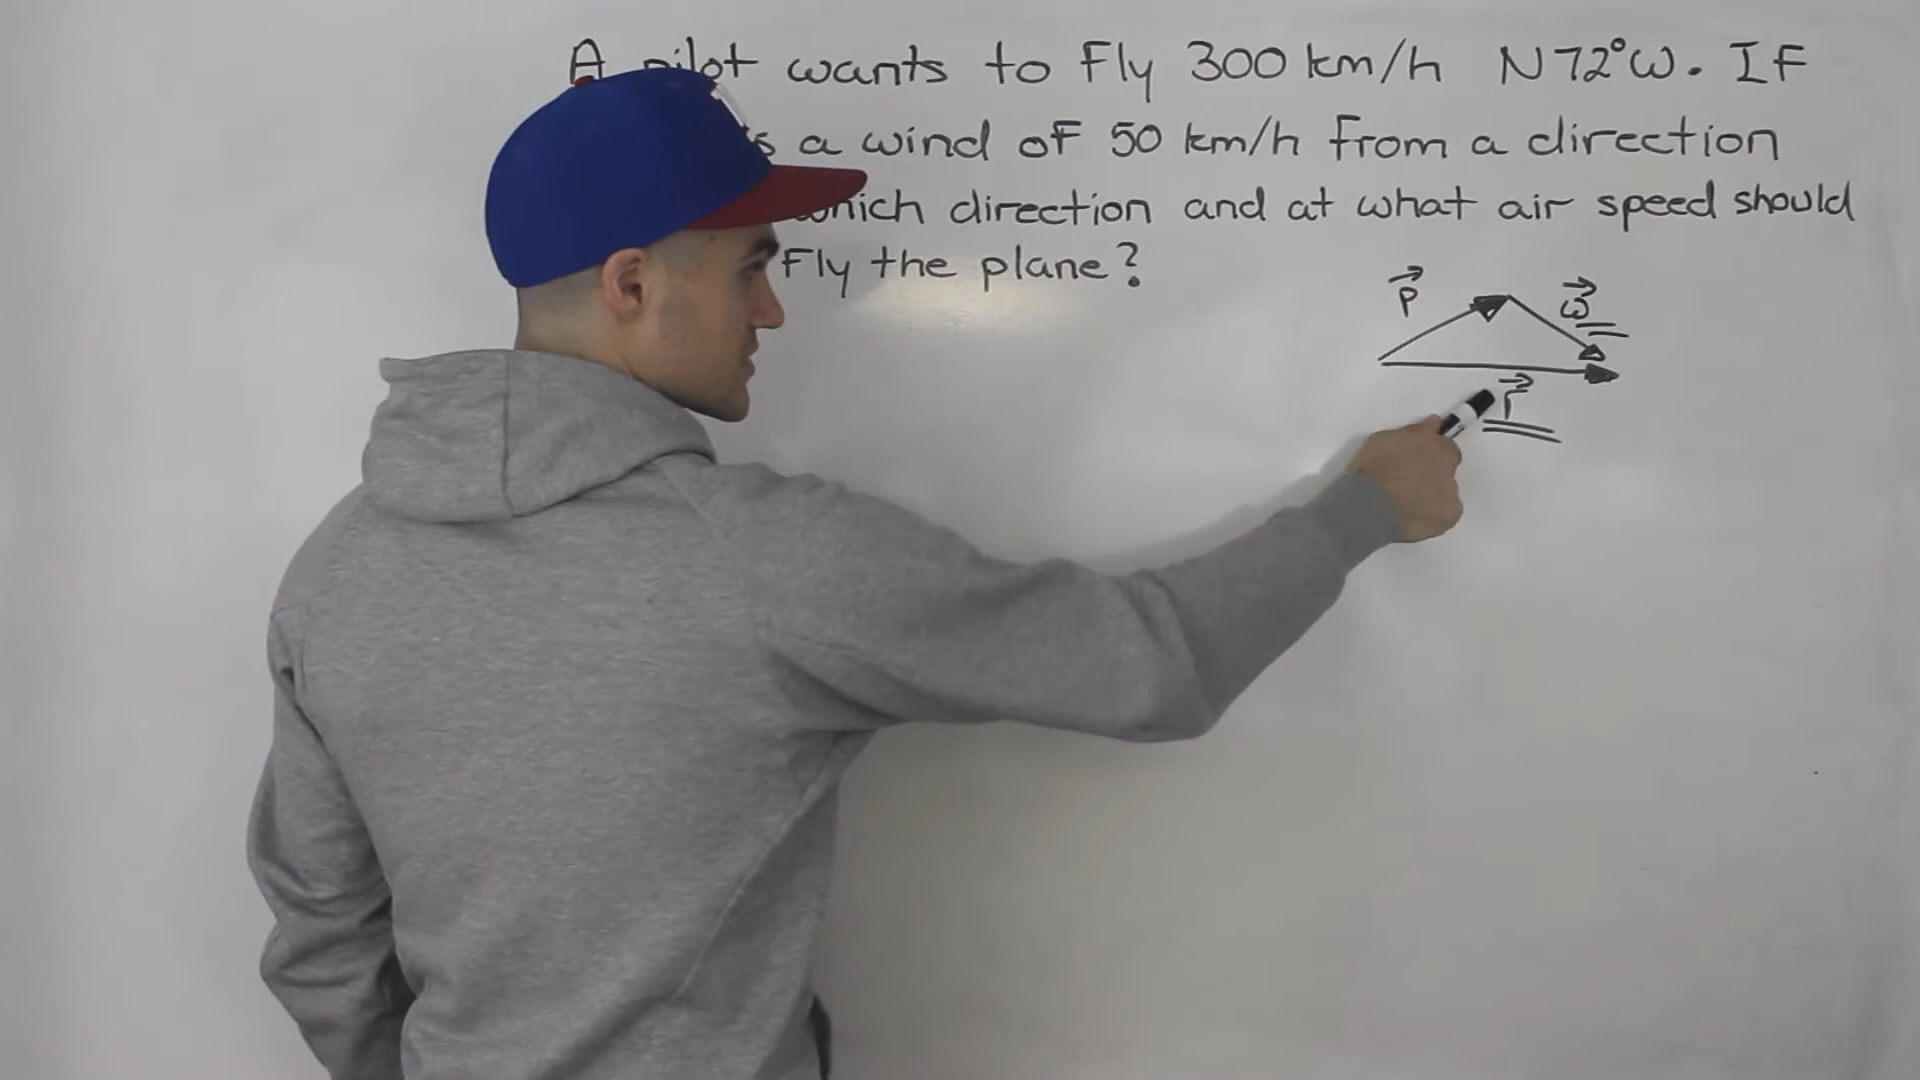 A pilot wants to Fly 300 km/h N72°W. IF
a wind oF 50 km/h From a direction
which direction and at what air speed should
Fly the plane?
p
w
r